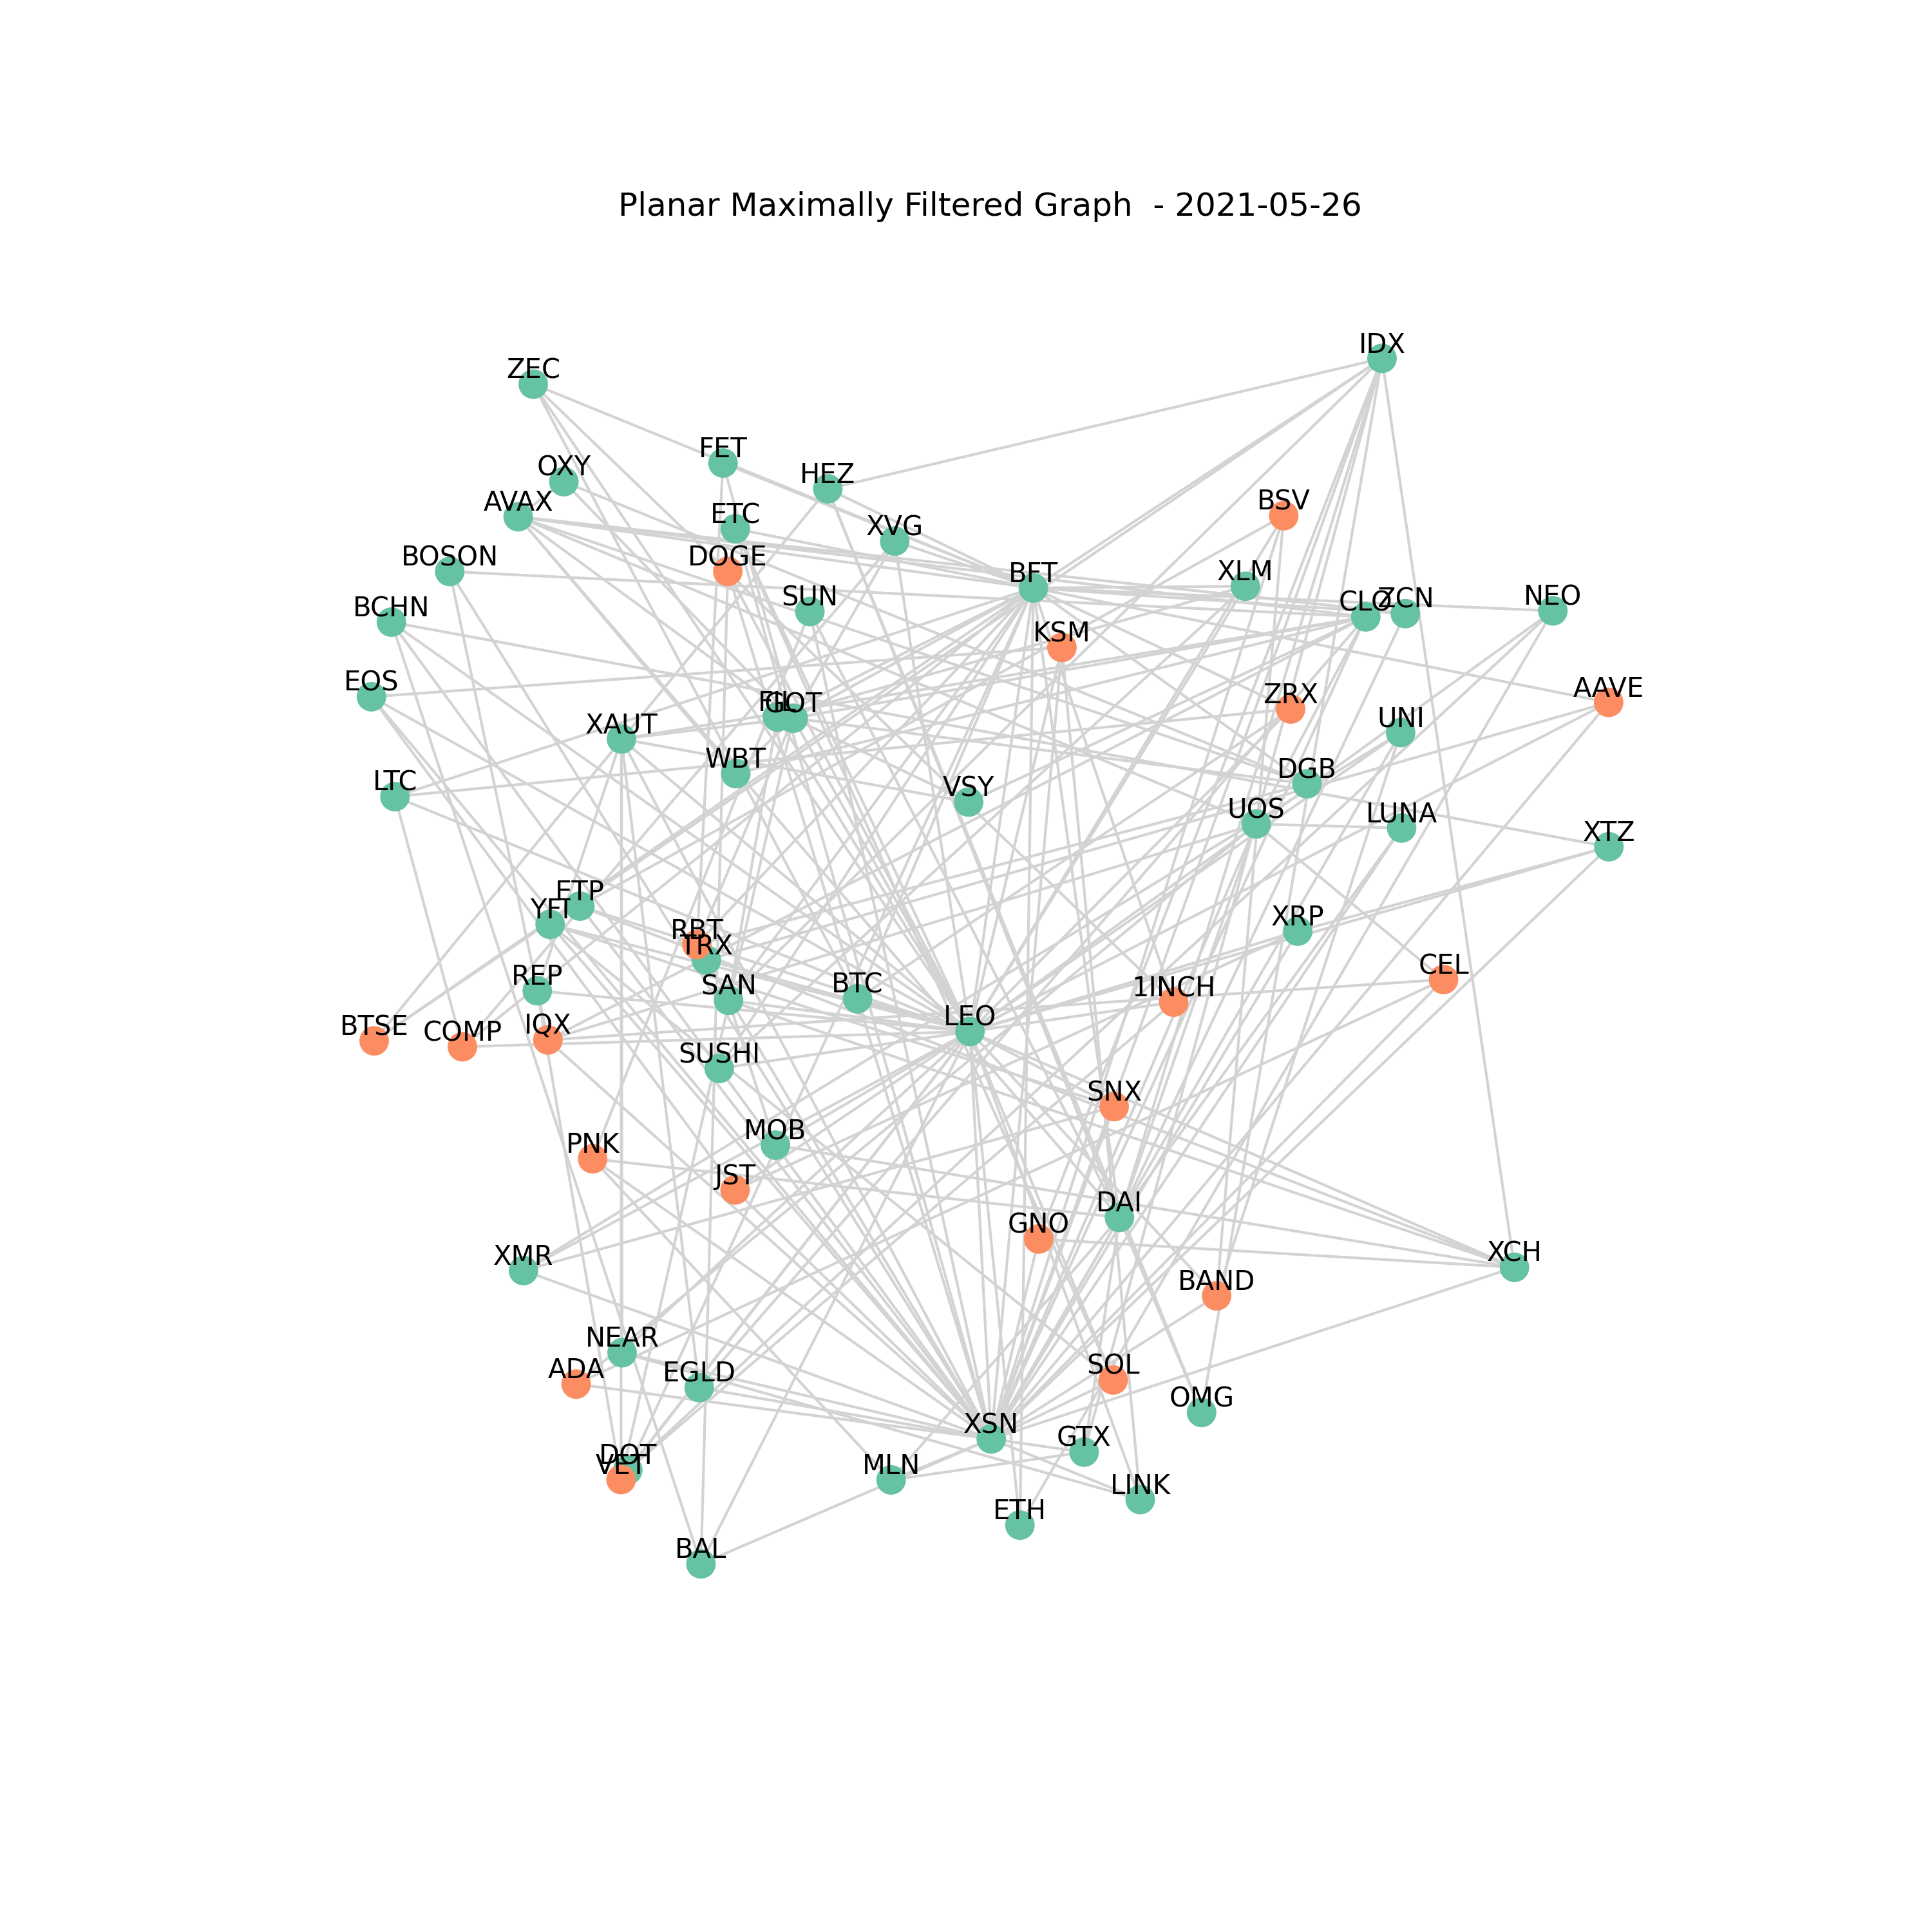 Planar Maximally Filtered Graph  - 2021-05-26
IDX
ZEC
FET
OXY
HEZ
AVAX
BSV
ETC
XVG
DOGE
BOSON
BFT
XLM
SUN
BCHN
CLO
ZCN
NEO
KSM
EOS
ZRX
AAVE
GOT
XAUT
UNI
WBT
DGB
LTC
VSY
UOS
LUNA
XTZ
YFI
XRP
RBT
TRX
CEL
REP
SAN
BTC
1INCH
LEO
BTSE
COMP
IQX
SUSHI
SNX
MOB
PNK
JST
DAI
GNO
XMR
XCH
BAND
NEAR
ADA
EGLD
SOL
OMG
XSN
GTX
DOT
VET
MLN
LINK
ETH
BAL